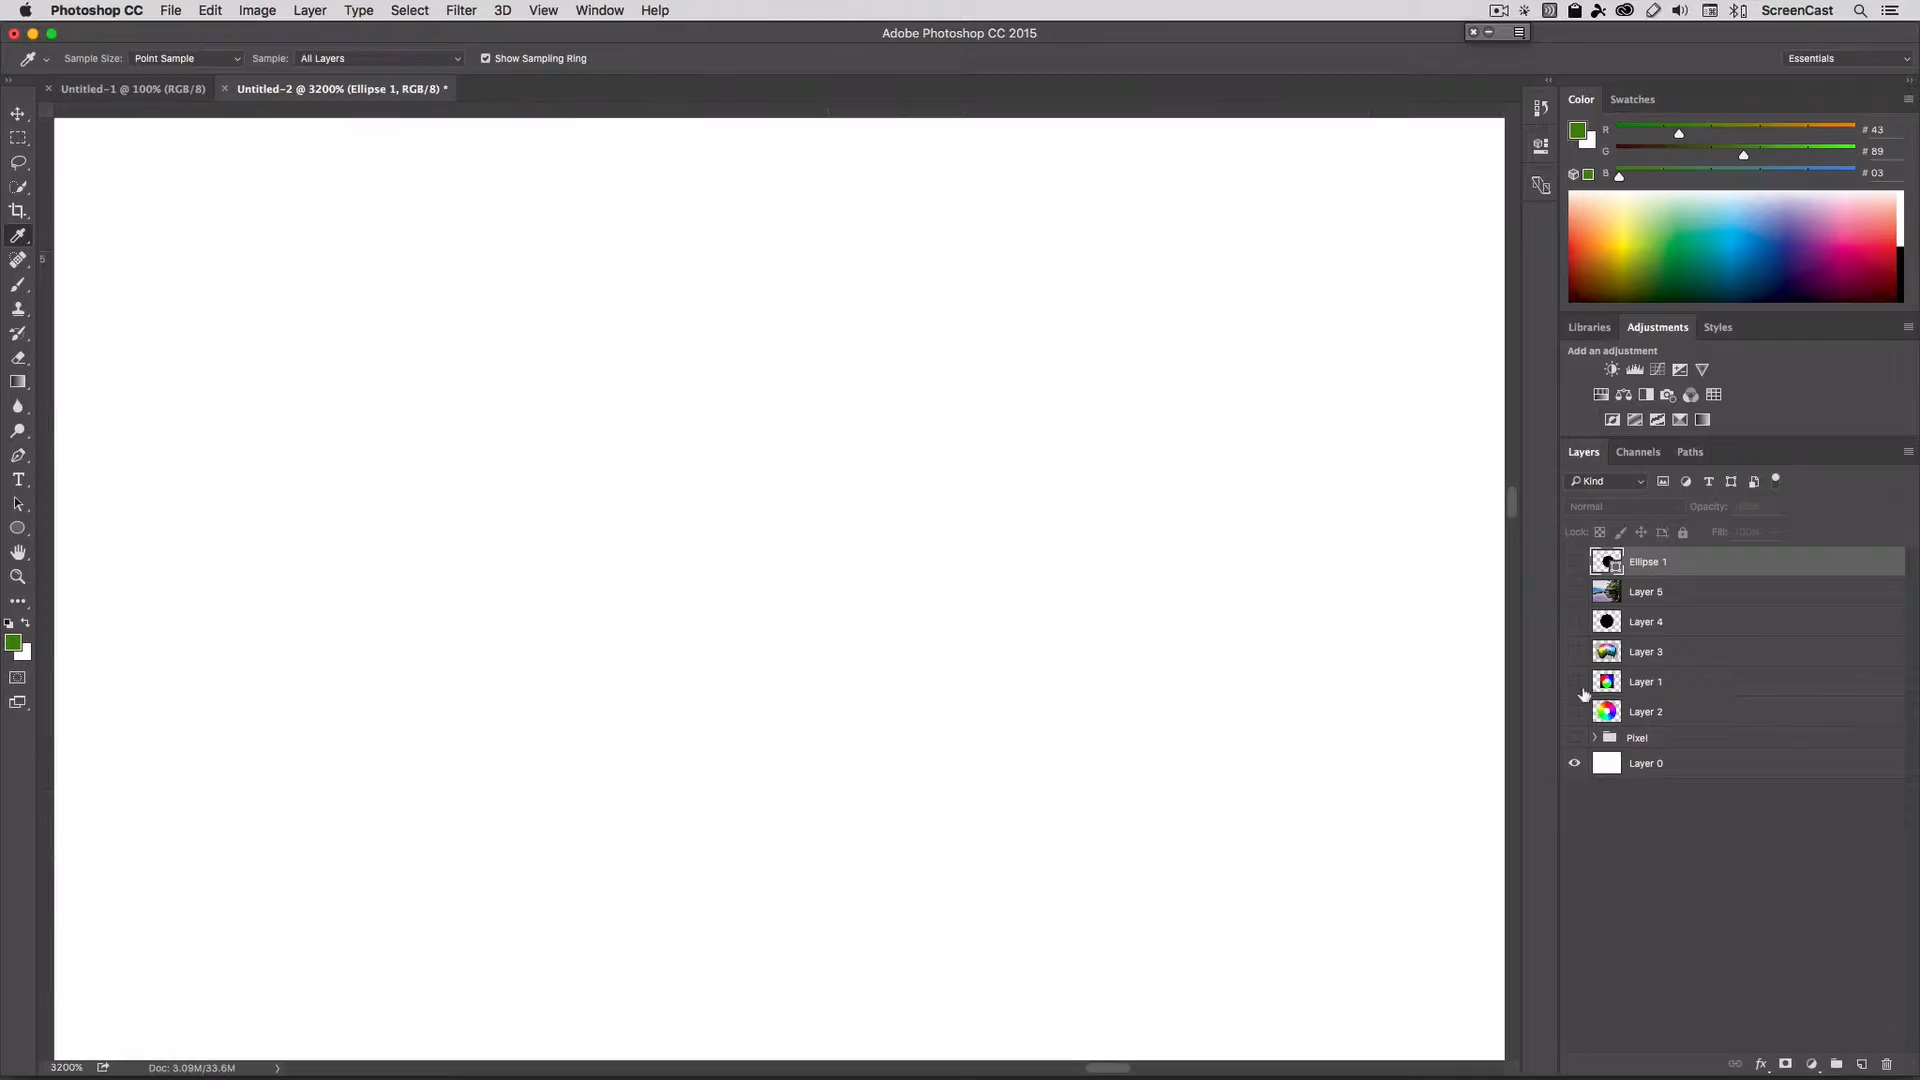 Photoshop CC File Edit Image Layer Type Select Filter 3D View Window Help ScreenCast
Adobe Photoshop CC 2015
Sample Size: Point Sample Sample: All Layers Show Sampling Ring Essentials
Untitled-1 @ 100% (RGB/8) Untitled-2 @ 3200% (Ellipse 1, RGB/8) *
Color Swatches
R # 43
G # 89
B # 03
5
Libraries Adjustments Styles
Add an adjustment
Layers Channels Paths
Kind
Normal Opacity: 100%
Lock: Fill: 100%
Ellipse 1
Layer 5
Layer 4
Layer 3
Layer 1
Layer 2
Pixel
Layer 0
3200% Doc: 3.09M/33.6M